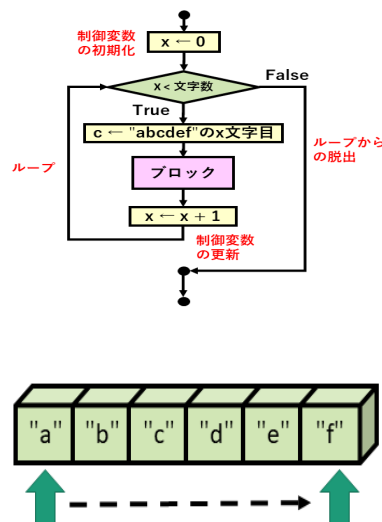 制御変数
の初期化
x ← 0
x < 文字数
False
True
c ← "abcdef"のx文字目
ループ
ブロック
ループから
の脱出
x ← x + 1
制御変数
の更新
"a" "b" "c" "d" "e" "f"